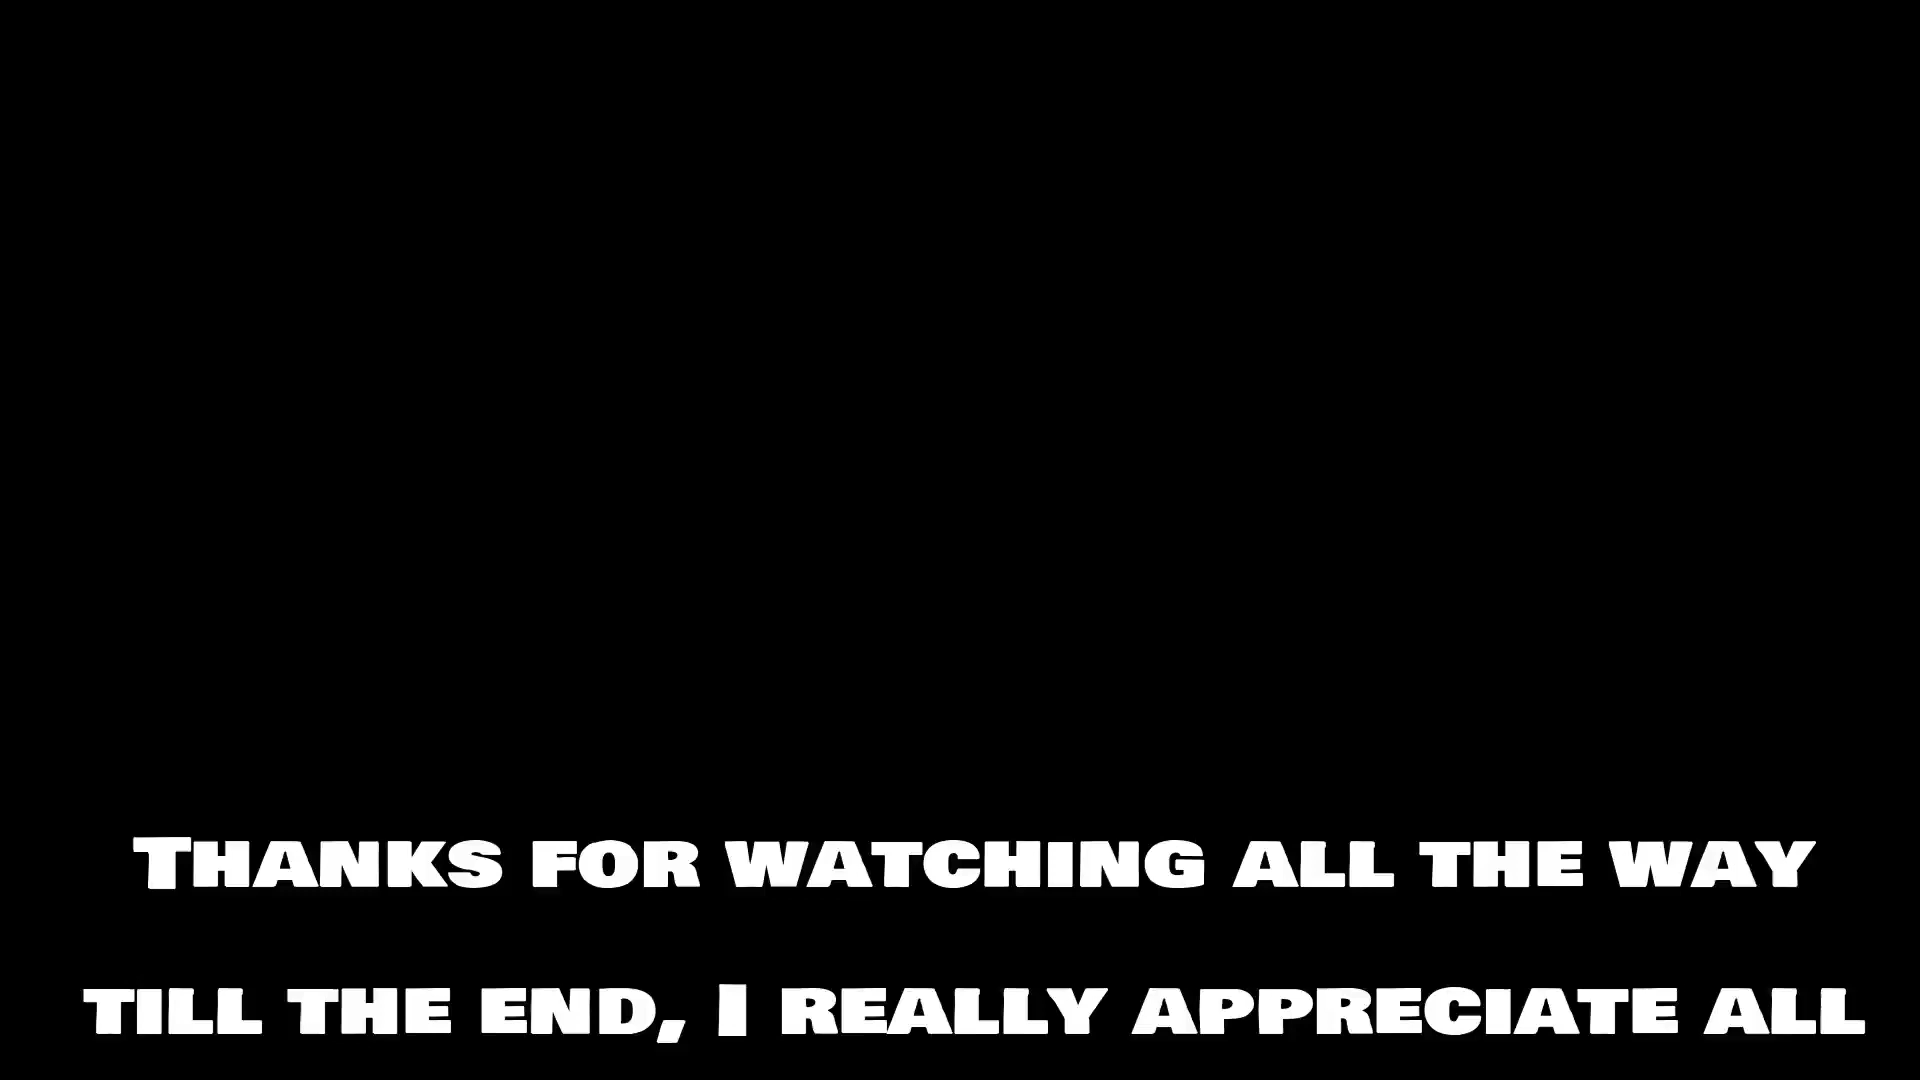 Thanks for watching all the way
till the end, I really appreciate all